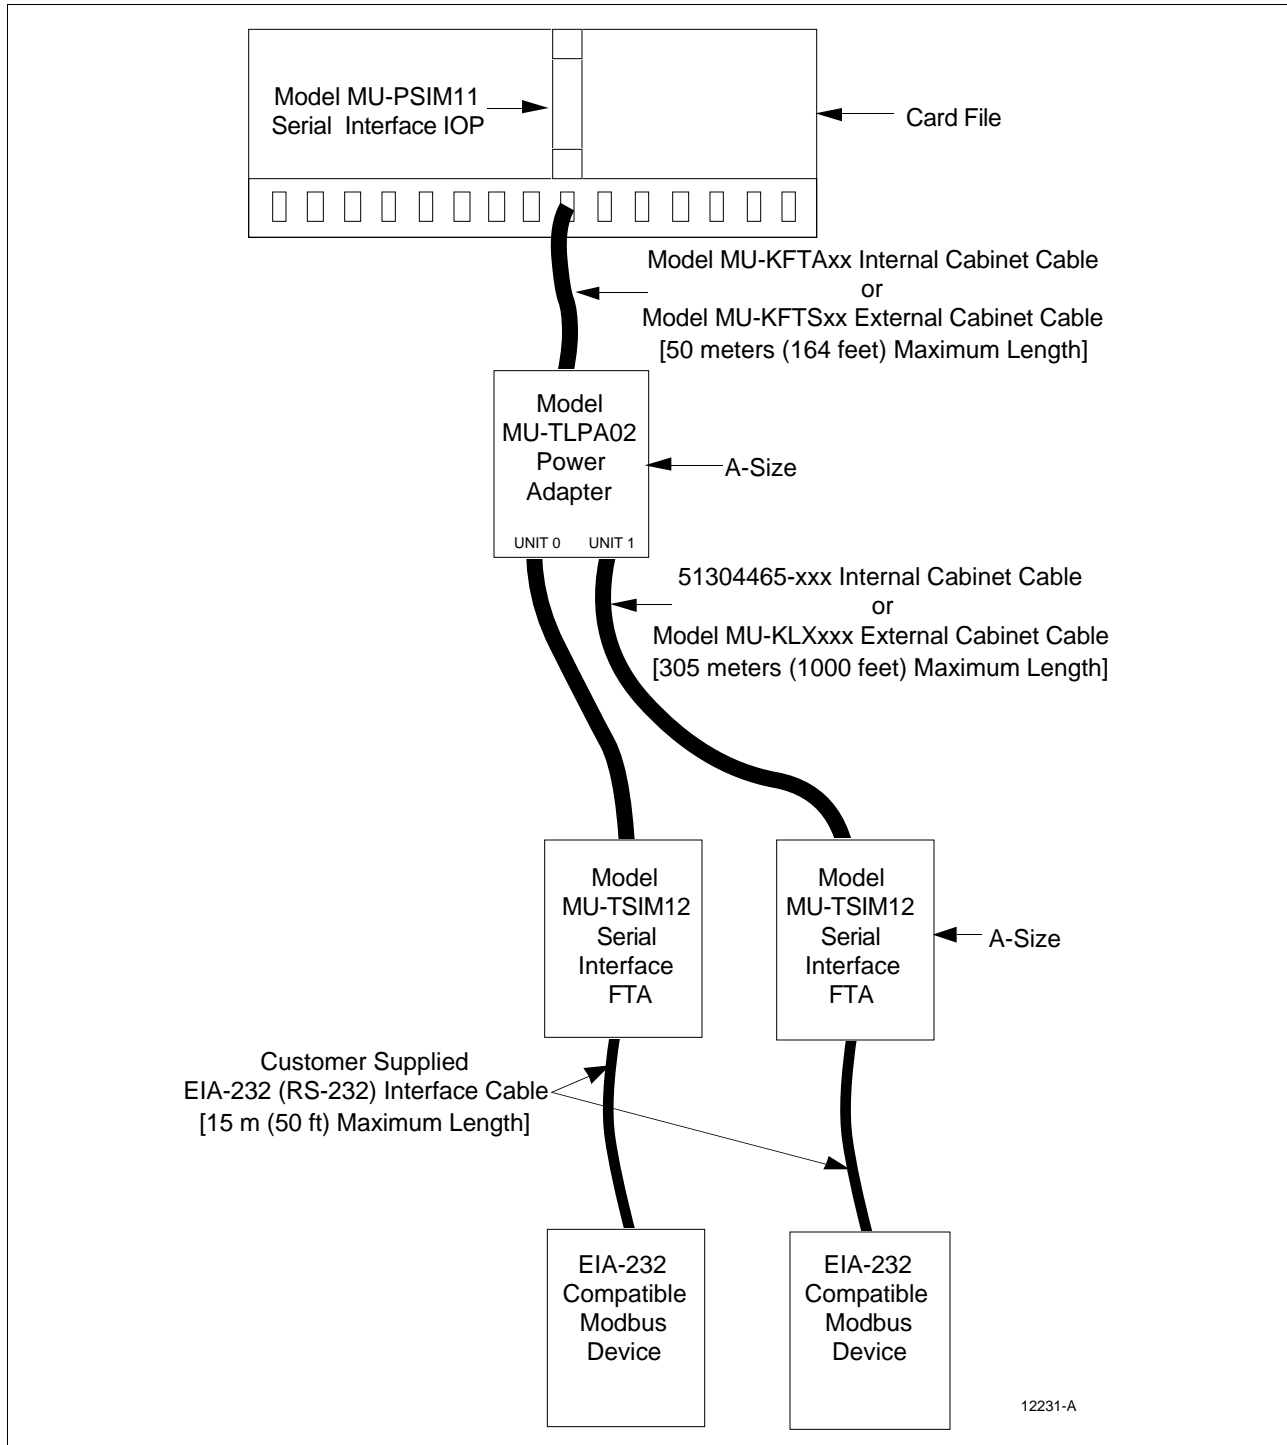 Model MU-PSIM11
Serial Interface IOP
Card File
Model MU-KFTAxx Internal Cabinet Cable
or
Model MU-KFTSxx External Cabinet Cable
[50 meters (164 feet) Maximum Length]
Model
MU-TLPA02
Power
Adapter
A-Size
UNIT 0
UNIT 1
51304465-xxx Internal Cabinet Cable
or
Model MU-KLXxxx External Cabinet Cable
[305 meters (1000 feet) Maximum Length]
Model
MU-TSIM12
Serial
Interface
FTA
Model
MU-TSIM12
Serial
Interface
FTA
A-Size
Customer Supplied
EIA-232 (RS-232) Interface Cable
[15 m (50 ft) Maximum Length]
EIA-232
Compatible
Modbus
Device
EIA-232
Compatible
Modbus
Device
12231-A